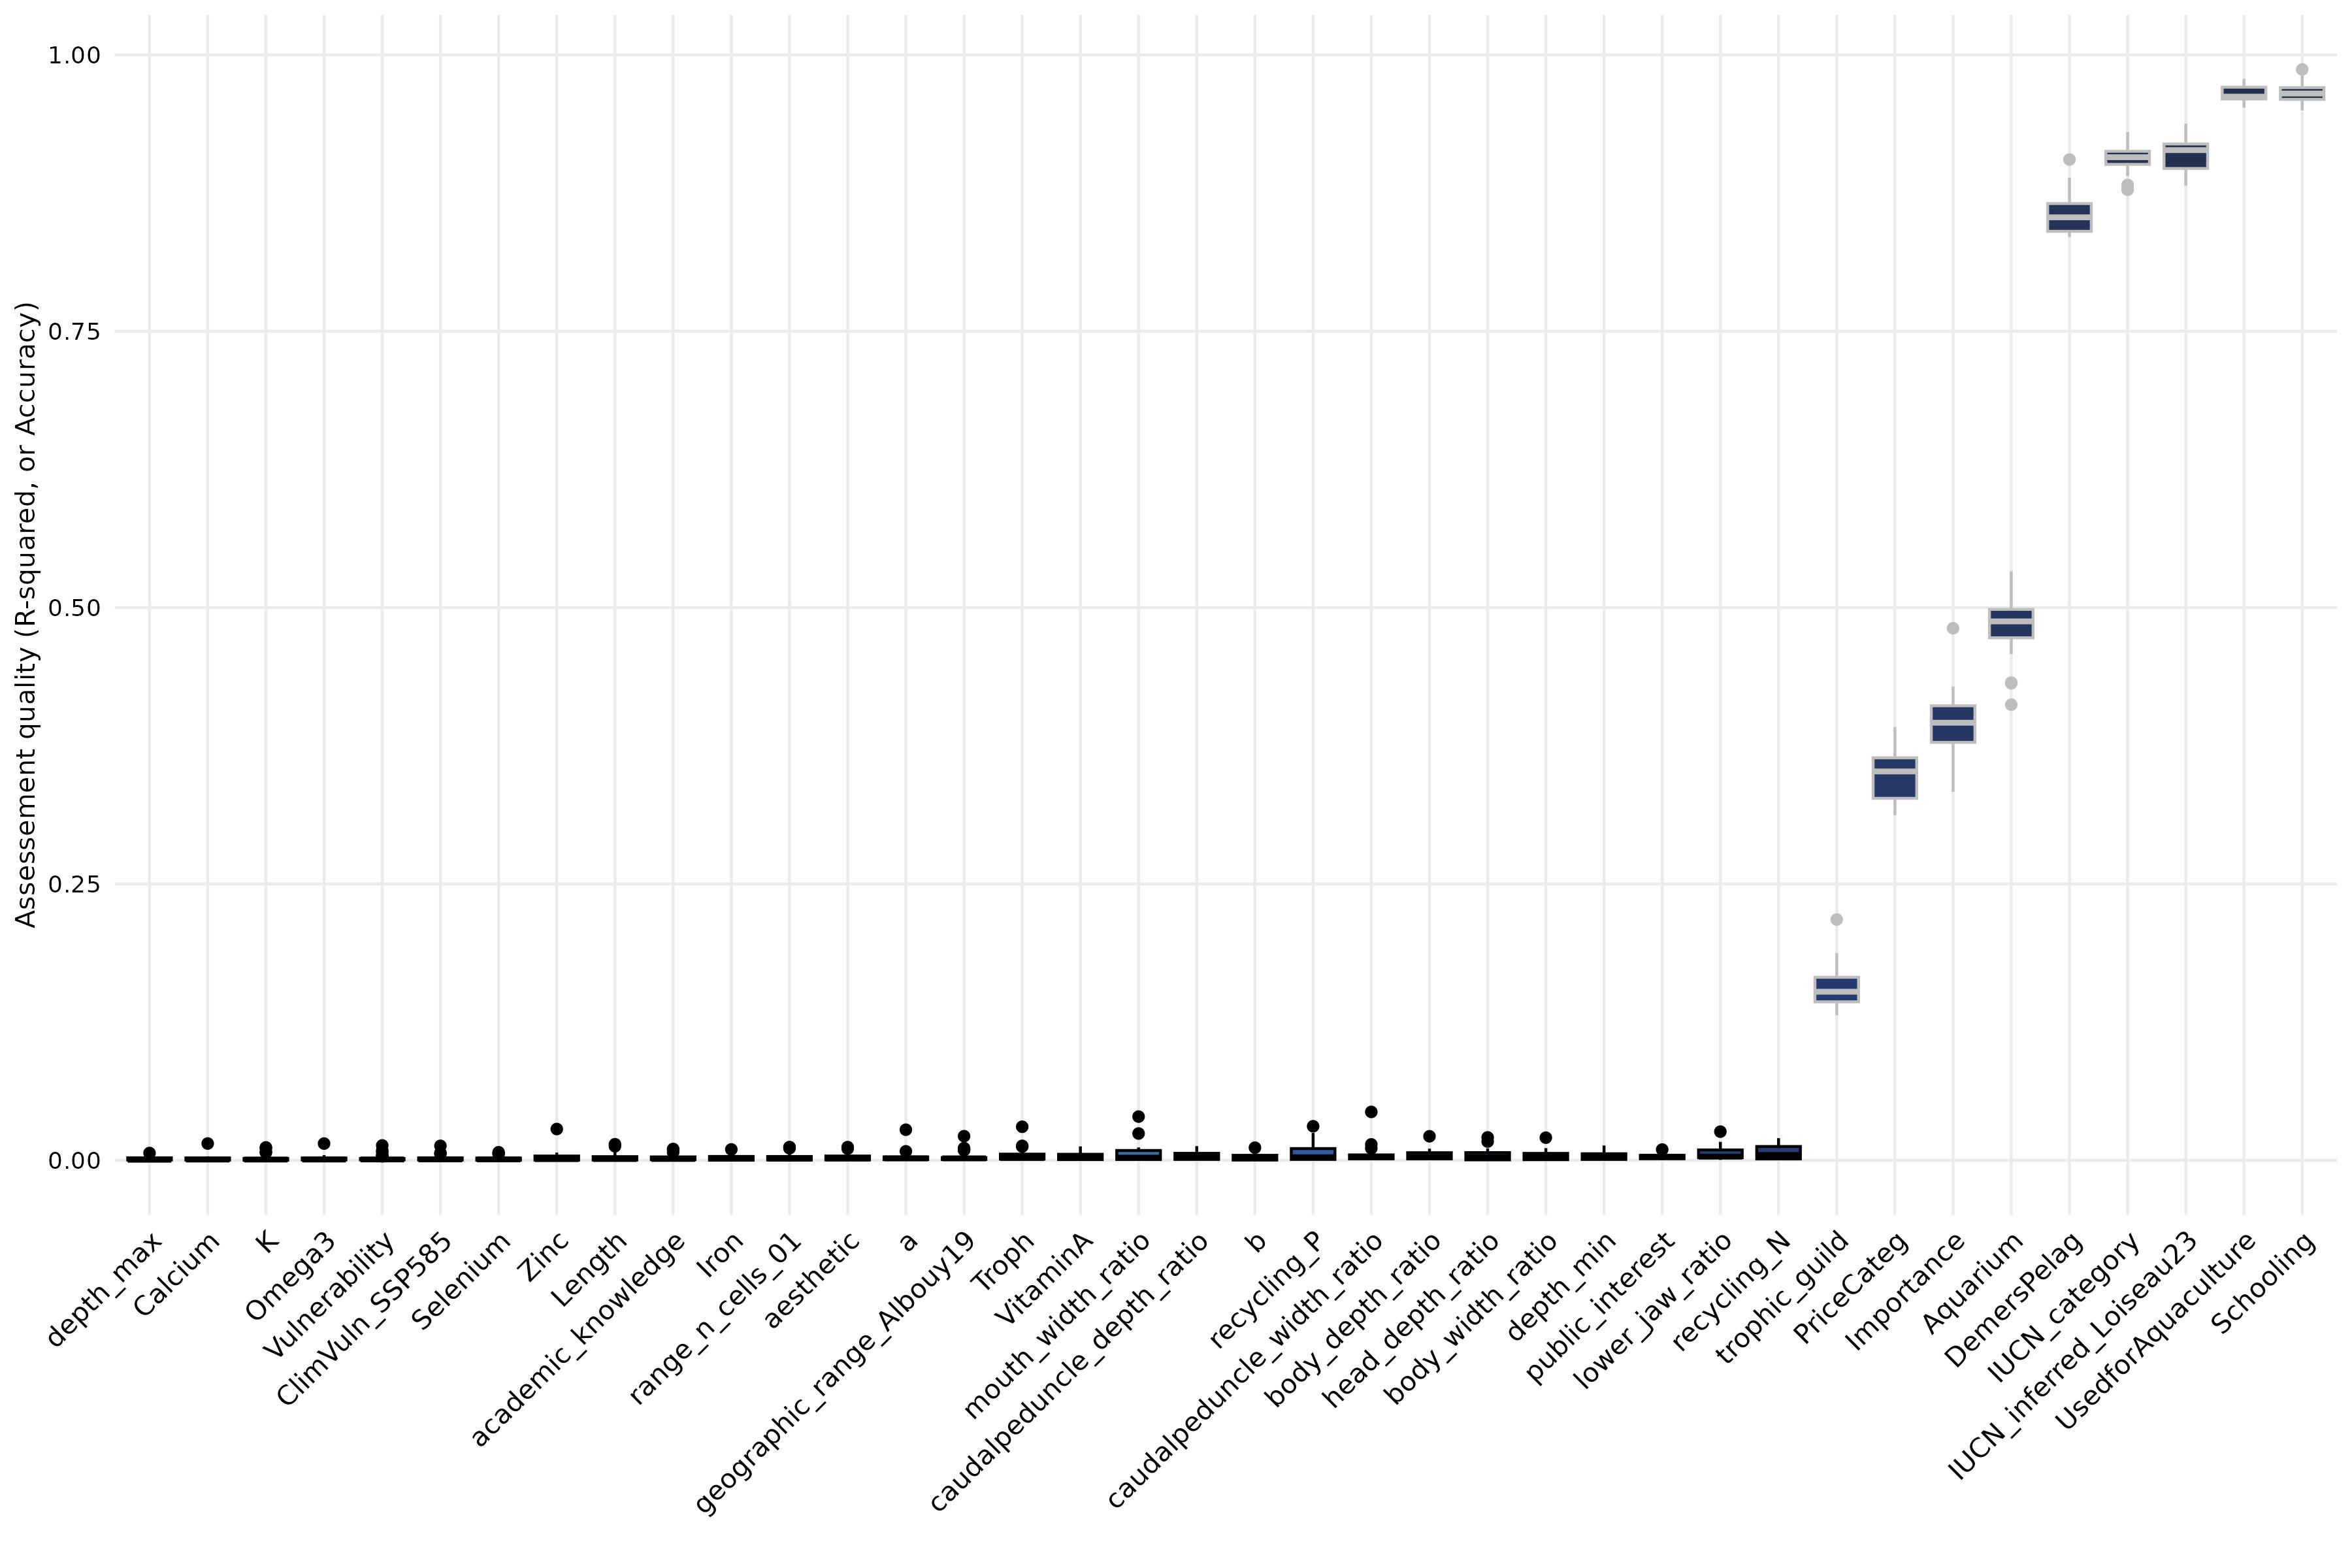 Assessement quality (R-squared, or Accuracy)
1.00
0.75
0.50
0.25
0.00
depth_max
Calcium
K
Omega3
Vulnerability
ClimVuln_SSP585
Selenium
Zinc
Length
academic_knowledge
Iron
range_n_cells_01
aesthetic
a
geographic_range_Albouy19
Troph
VitaminA
mouth_width_ratio
caudalpeduncle_depth_ratio
b
recycling_P
caudalpeduncle_width_ratio
body_depth_ratio
head_depth_ratio
body_width_ratio
depth_min
public_interest
lower_jaw_ratio
recycling_N
trophic_guild
PriceCateg
Importance
Aquarium
DemersPelag
IUCN_category
IUCN_inferred_Loiseau23
UsedforAquaculture
Schooling